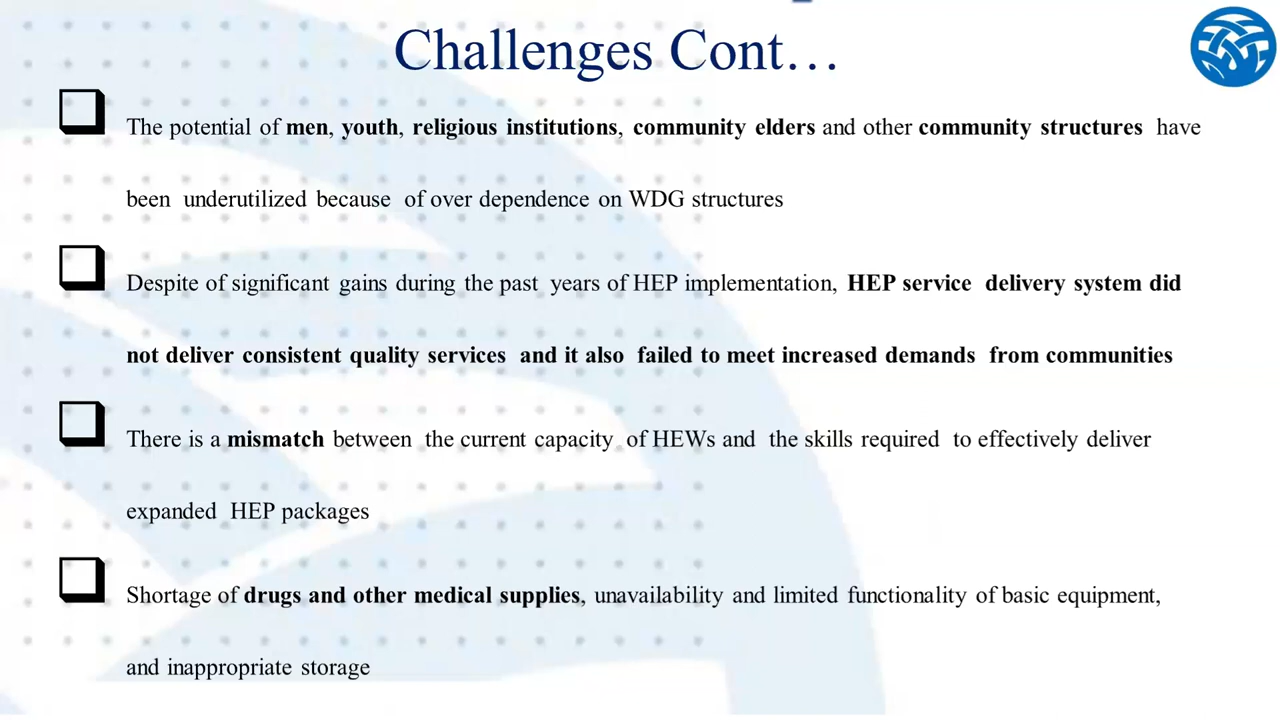 Challenges Cont…
The potential of men, youth, religious institutions, community elders and other community structures have
been underutilized because of over dependence on WDG structures
Despite of significant gains during the past years of HEP implementation, HEP service delivery system did
not deliver consistent quality services and it also failed to meet increased demands from communities
There is a mismatch between the current capacity of HEWs and the skills required to effectively deliver
expanded HEP packages
Shortage of drugs and other medical supplies, unavailability and limited functionality of basic equipment,
and inappropriate storage